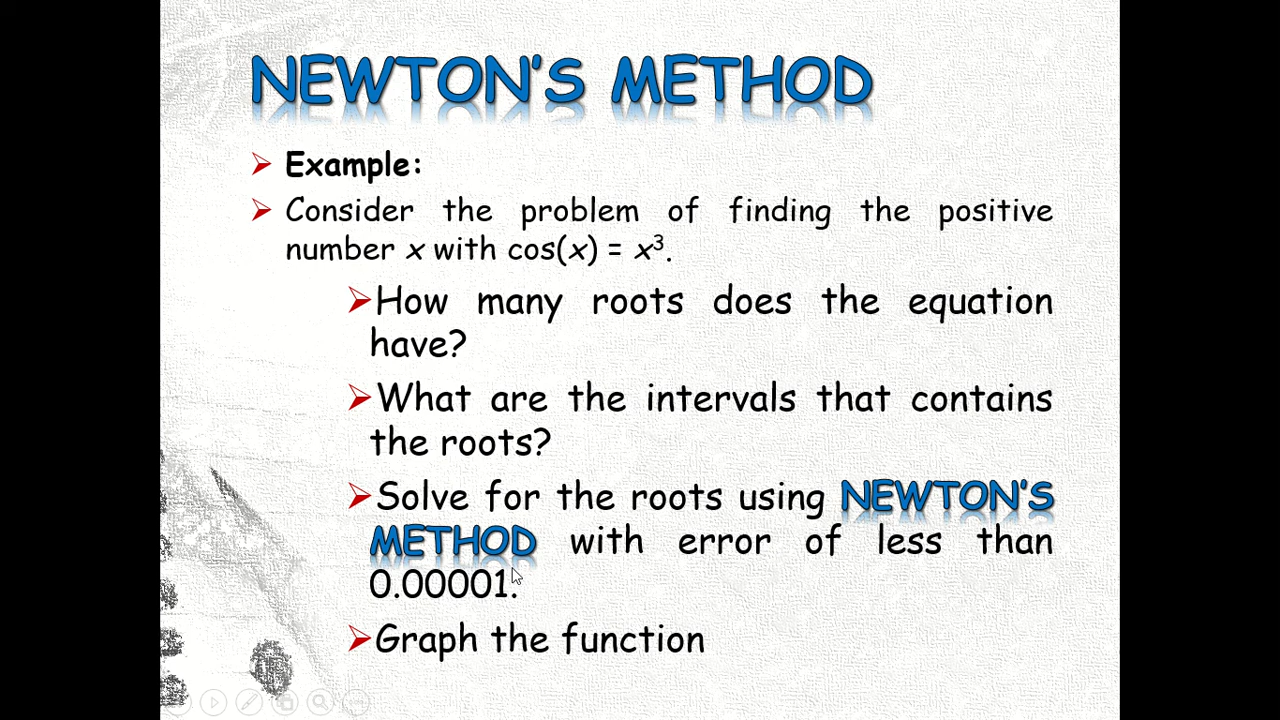 NEWTON'S METHOD
➢ Example:
➢ Consider the problem of finding the positive
number x with cos(x) = x³.
➢How many roots does the equation
have?
➢What are the intervals that contains
the roots?
➢Solve for the roots using NEWTON'S
METHOD with error of less than
0.00001.
➢Graph the function